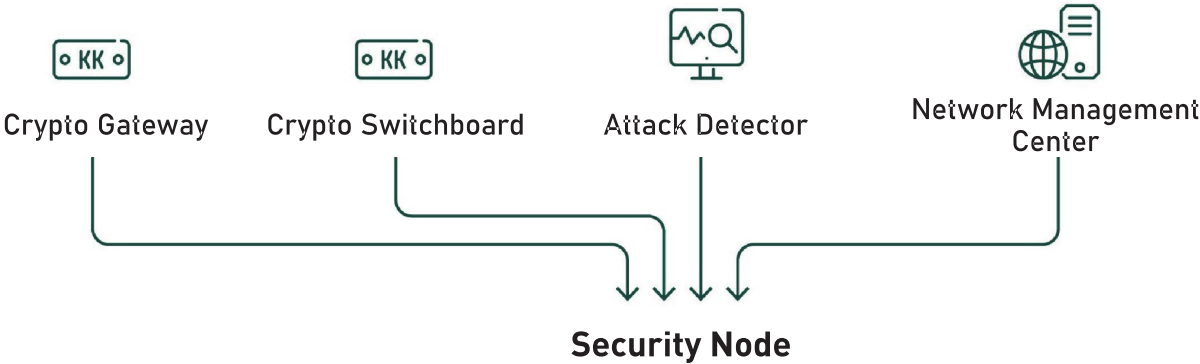 KK
KK
Crypto Gateway
Crypto Switchboard
Attack Detector
Network Management
Center
Security Node